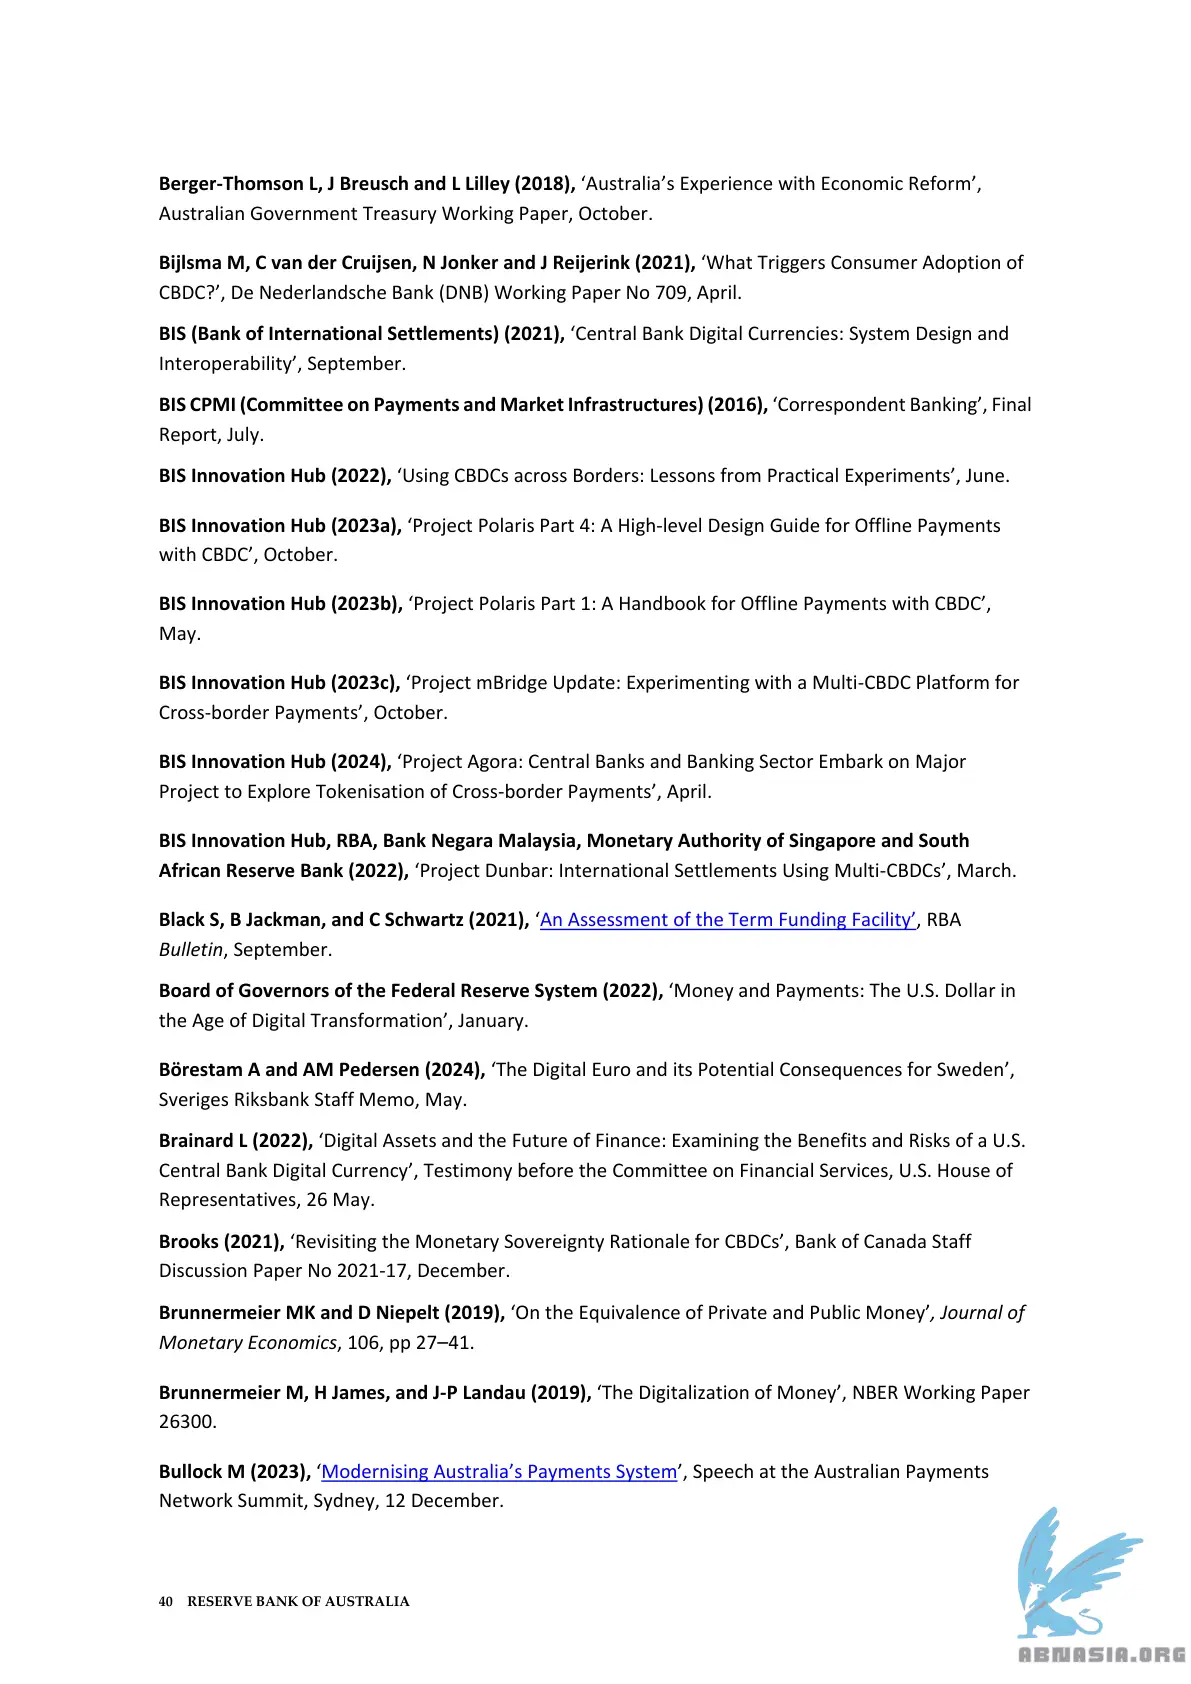 Berger-Thomson L, J Breusch and L Lilley (2018), ‘Australia’s Experience with Economic Reform’,
Australian Government Treasury Working Paper, October.
Bijlsma M, C van der Cruijsen, N Jonker and J Reijerink (2021), ‘What Triggers Consumer Adoption of
CBDC?’, De Nederlandsche Bank (DNB) Working Paper No 709, April.
BIS (Bank of International Settlements) (2021), ‘Central Bank Digital Currencies: System Design and
Interoperability’, September.
BIS CPMI (Committee on Payments and Market Infrastructures) (2016), ‘Correspondent Banking’, Final
Report, July.
BIS Innovation Hub (2022), ‘Using CBDCs across Borders: Lessons from Practical Experiments’, June.
BIS Innovation Hub (2023a), ‘Project Polaris Part 4: A High-level Design Guide for Offline Payments
with CBDC’, October.
BIS Innovation Hub (2023b), ‘Project Polaris Part 1: A Handbook for Offline Payments with CBDC’,
May.
BIS Innovation Hub (2023c), ‘Project mBridge Update: Experimenting with a Multi-CBDC Platform for
Cross-border Payments’, October.
BIS Innovation Hub (2024), ‘Project Agora: Central Banks and Banking Sector Embark on Major
Project to Explore Tokenisation of Cross-border Payments’, April.
BIS Innovation Hub, RBA, Bank Negara Malaysia, Monetary Authority of Singapore and South
African Reserve Bank (2022), ‘Project Dunbar: International Settlements Using Multi-CBDCs’, March.
Black S, B Jackman, and C Schwartz (2021), ‘An Assessment of the Term Funding Facility’, RBA
Bulletin, September.
Board of Governors of the Federal Reserve System (2022), ‘Money and Payments: The U.S. Dollar in
the Age of Digital Transformation’, January.
Börestam A and AM Pedersen (2024), ‘The Digital Euro and its Potential Consequences for Sweden’,
Sveriges Riksbank Staff Memo, May.
Brainard L (2022), ‘Digital Assets and the Future of Finance: Examining the Benefits and Risks of a U.S.
Central Bank Digital Currency’, Testimony before the Committee on Financial Services, U.S. House of
Representatives, 26 May.
Brooks (2021), ‘Revisiting the Monetary Sovereignty Rationale for CBDCs’, Bank of Canada Staff
Discussion Paper No 2021-17, December.
Brunnermeier MK and D Niepelt (2019), ‘On the Equivalence of Private and Public Money’, Journal of
Monetary Economics, 106, pp 27–41.
Brunnermeier M, H James, and J-P Landau (2019), ‘The Digitalization of Money’, NBER Working Paper
26300.
Bullock M (2023), ‘Modernising Australia’s Payments System’, Speech at the Australian Payments
Network Summit, Sydney, 12 December.
40 RESERVE BANK OF AUSTRALIA
ABNASIA.ORG